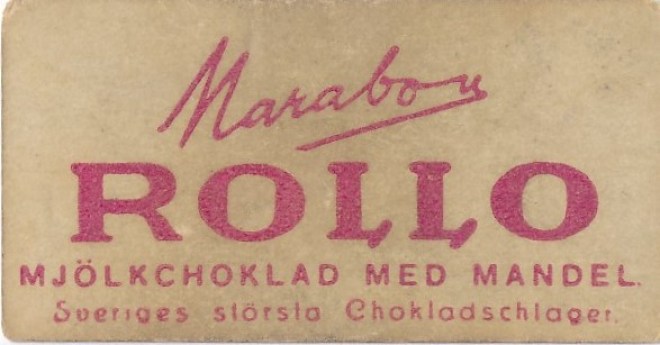 Marabou
ROLLO
MJÖLKCHOKLAD MED MANDEL.
Sveriges största Chokladschlager.